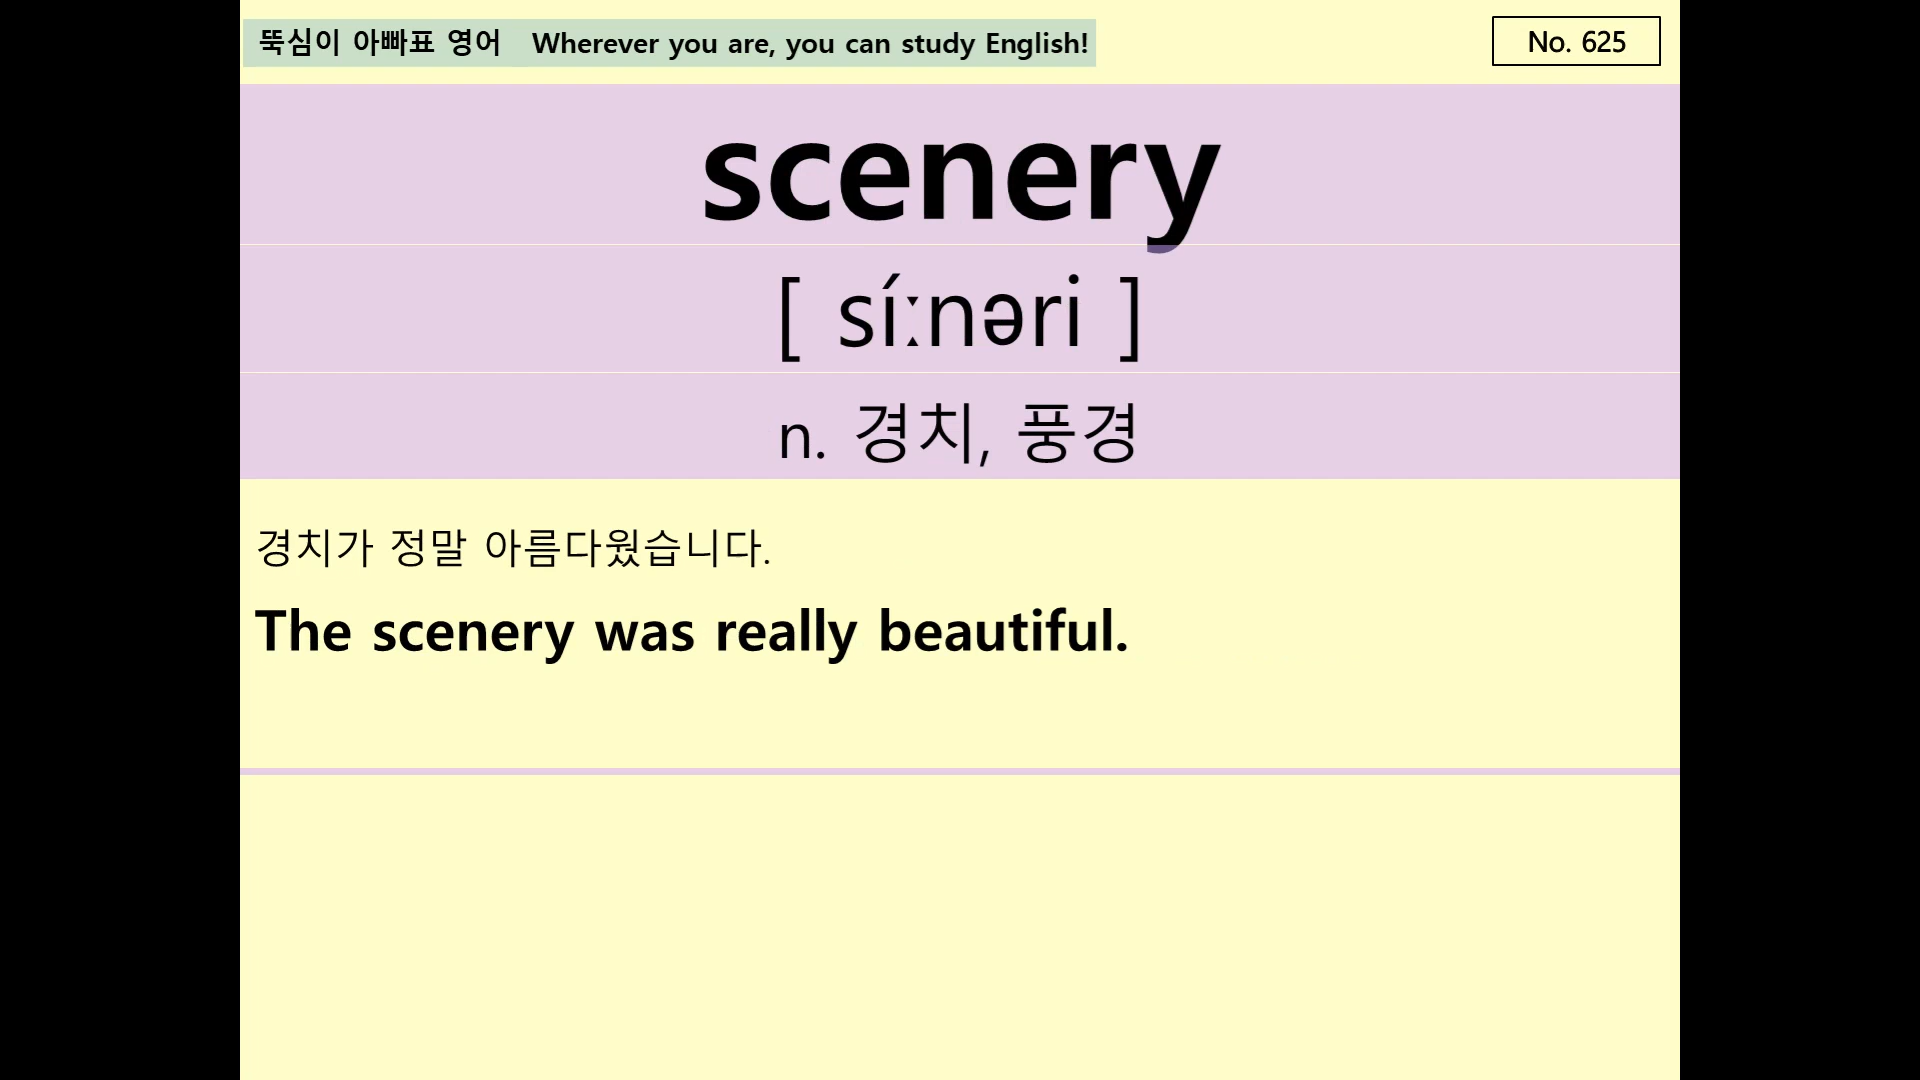 뚝심이 아빠표 영어 Wherever you are, you can study English!
No. 625
scenery
[ síːnəri ]
n. 경치, 풍경
경치가 정말 아름다웠습니다.
The scenery was really beautiful.